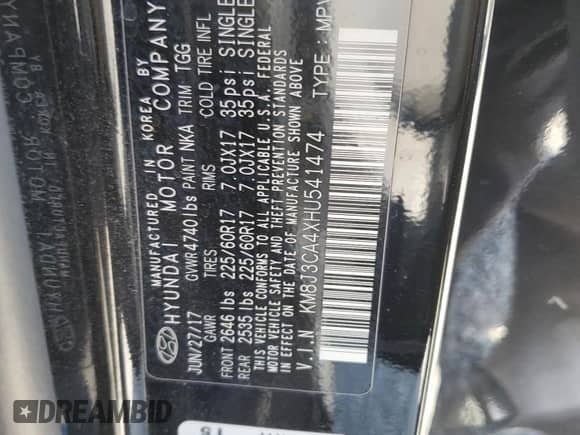 MANUFACTURED IN KOREA BY
HYUNDAI MOTOR COMPANY
JUN/27/17 GVWR4740lbs PAINT NKA TRIM TGG
GAWR TIRES RIMS COLD TIRE INFL
FRONT 2646 lbs 225/60R17 7.0JX17 35psi SINGLE
REAR 2535 lbs 225/60R17 7.0JX17 35psi SINGLE
THIS VEHICLE CONFORMS TO ALL APPLICABLE U.S.A. FEDERAL
MOTOR VEHICLE SAFETY AND THEFT PREVENTION STANDARDS
IN EFFECT ON THE DATE OF MANUFACTURE SHOWN ABOVE
V.I.N KM8J3CA4XHU541474 TYPE: MPV
15
DREAMBID